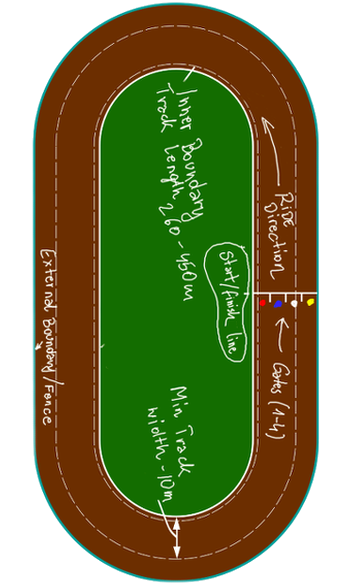 Inner Boundary
Track Length 260-450m
Ride
Direction
Start/finish line
Gates (1-4)
External Boundary/Fence
Min Track
width-10m